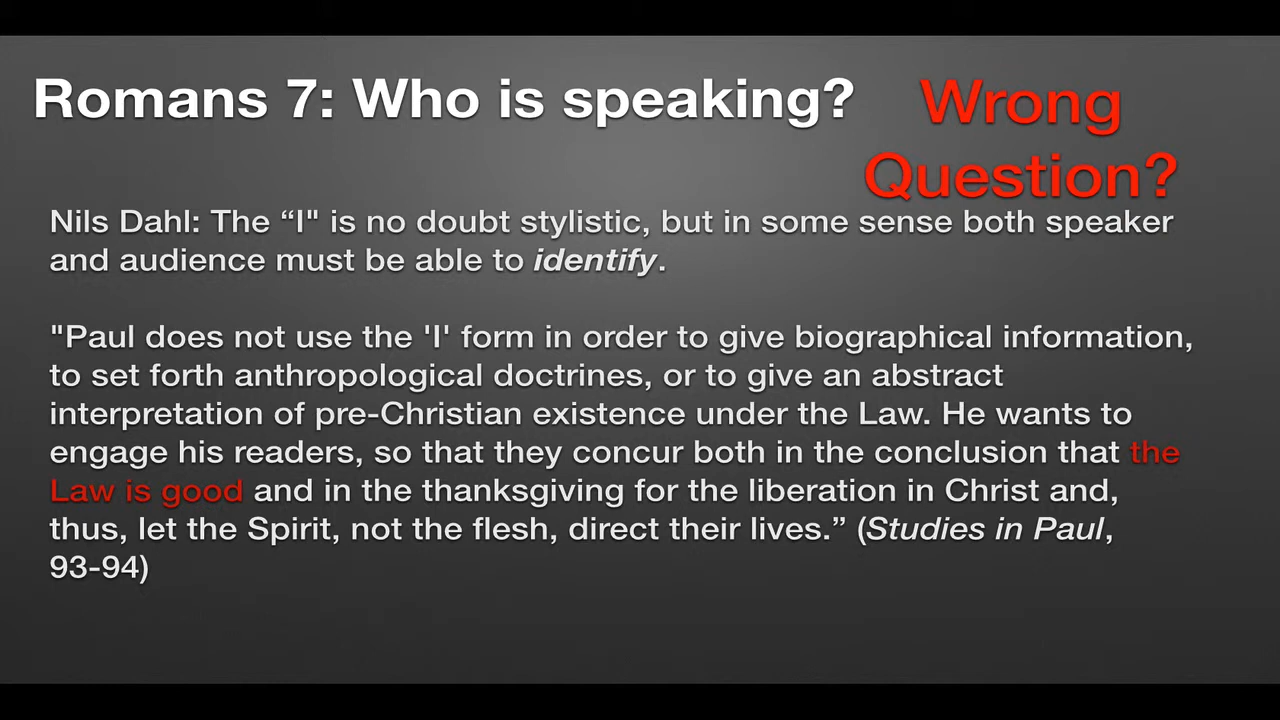 Romans 7: Who is speaking?
Wrong
Question?
Nils Dahl: The “I" is no doubt stylistic, but in some sense both speaker
and audience must be able to identify.
"Paul does not use the 'I' form in order to give biographical information,
to set forth anthropological doctrines, or to give an abstract
interpretation of pre-Christian existence under the Law. He wants to
engage his readers, so that they concur both in the conclusion that the
Law is good and in the thanksgiving for the liberation in Christ and,
thus, let the Spirit, not the flesh, direct their lives.” (Studies in Paul,
93-94)